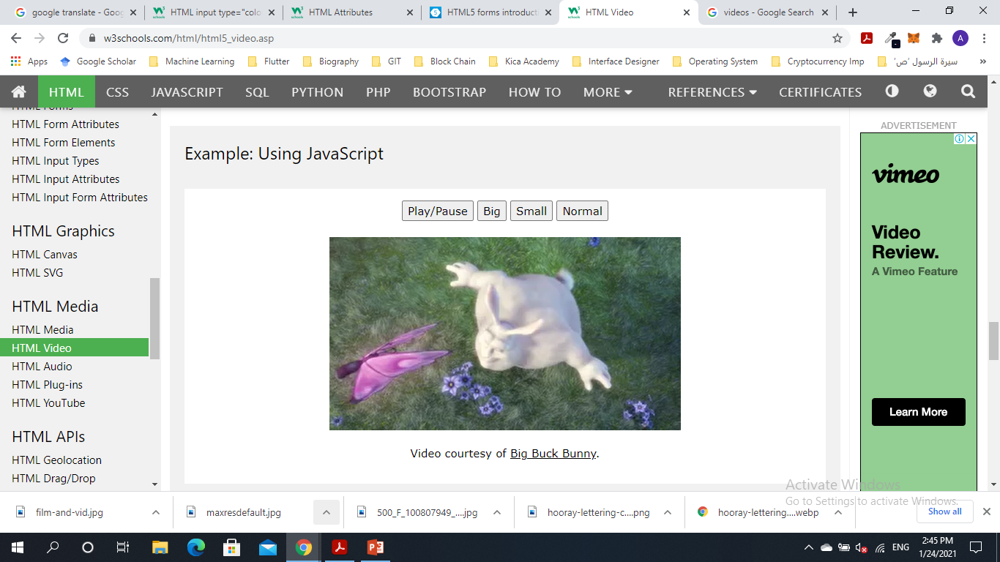 google translate - Goog
HTML input type="colo
HTML Attributes
HTML5 forms introducti
HTML Video
videos - Google Search
w3schools.com/html/html5_video.asp
A
Apps
Google Scholar
Machine Learning
Flutter
Biography
GIT
Block Chain
Kica Academy
Interface Designer
Operating System
Cryptocurrency Imp
سيرة الرسول 'ص'
»
HTML
CSS
JAVASCRIPT
SQL
PYTHON
PHP
BOOTSTRAP
HOW TO
MORE
REFERENCES
CERTIFICATES
HTML Forms
HTML Form Attributes
HTML Form Elements
HTML Input Types
HTML Input Attributes
HTML Input Form Attributes
HTML Graphics
HTML Canvas
HTML SVG
HTML Media
HTML Media
HTML Video
HTML Audio
HTML Plug-ins
HTML YouTube
HTML APIs
HTML Geolocation
HTML Drag/Drop
Example: Using JavaScript
Play/Pause
Big
Small
Normal
Video courtesy of Big Buck Bunny.
ADVERTISEMENT
vimeo
Video
Review.
A Vimeo Feature
Learn More
Activate Windows
Go to Settings to activate Windows.
film-and-vid.jpg
maxresdefault.jpg
500_F_100807949_....jpg
hooray-lettering-c....png
hooray-lettering....webp
Show all
ENG
2:45 PM
1/24/2021